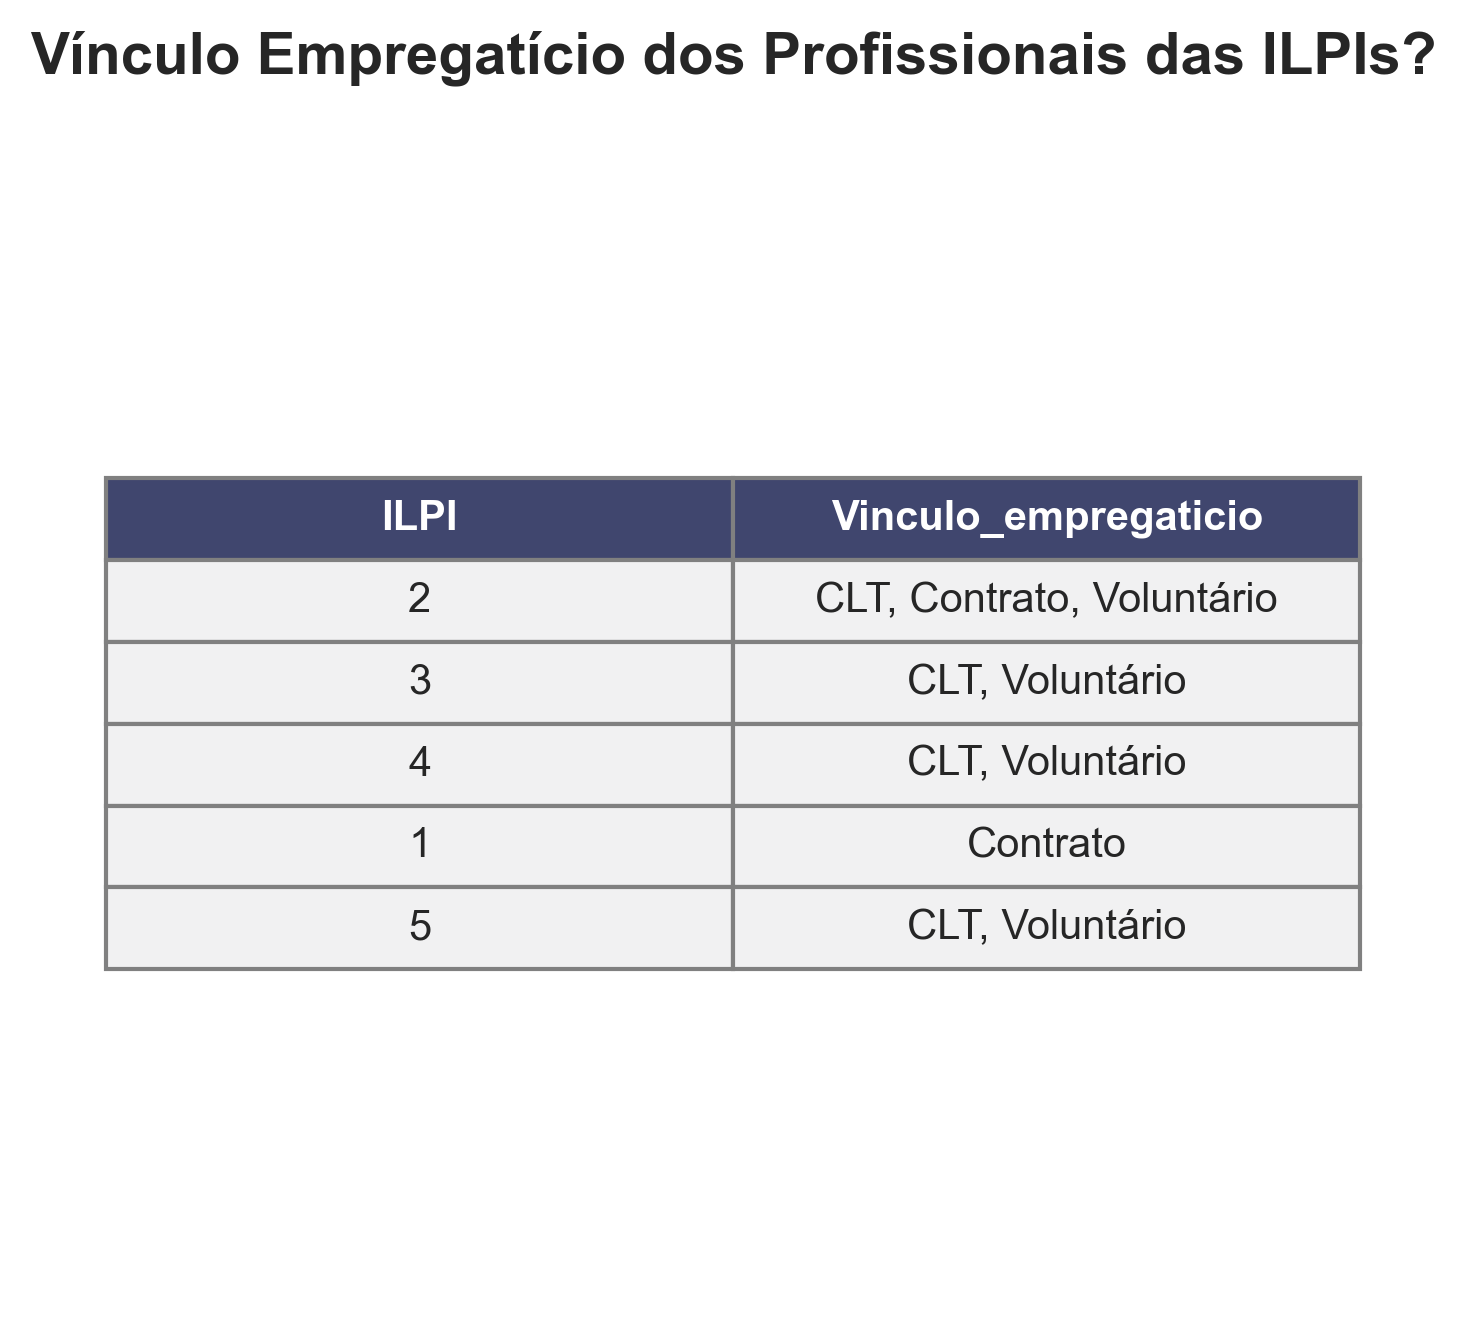 Vínculo Empregatício dos Profissionais das ILPIs?
ILPI Vinculo_empregaticio
2 CLT, Contrato, Voluntário
3 CLT, Voluntário
4 CLT, Voluntário
1 Contrato
5 CLT, Voluntário